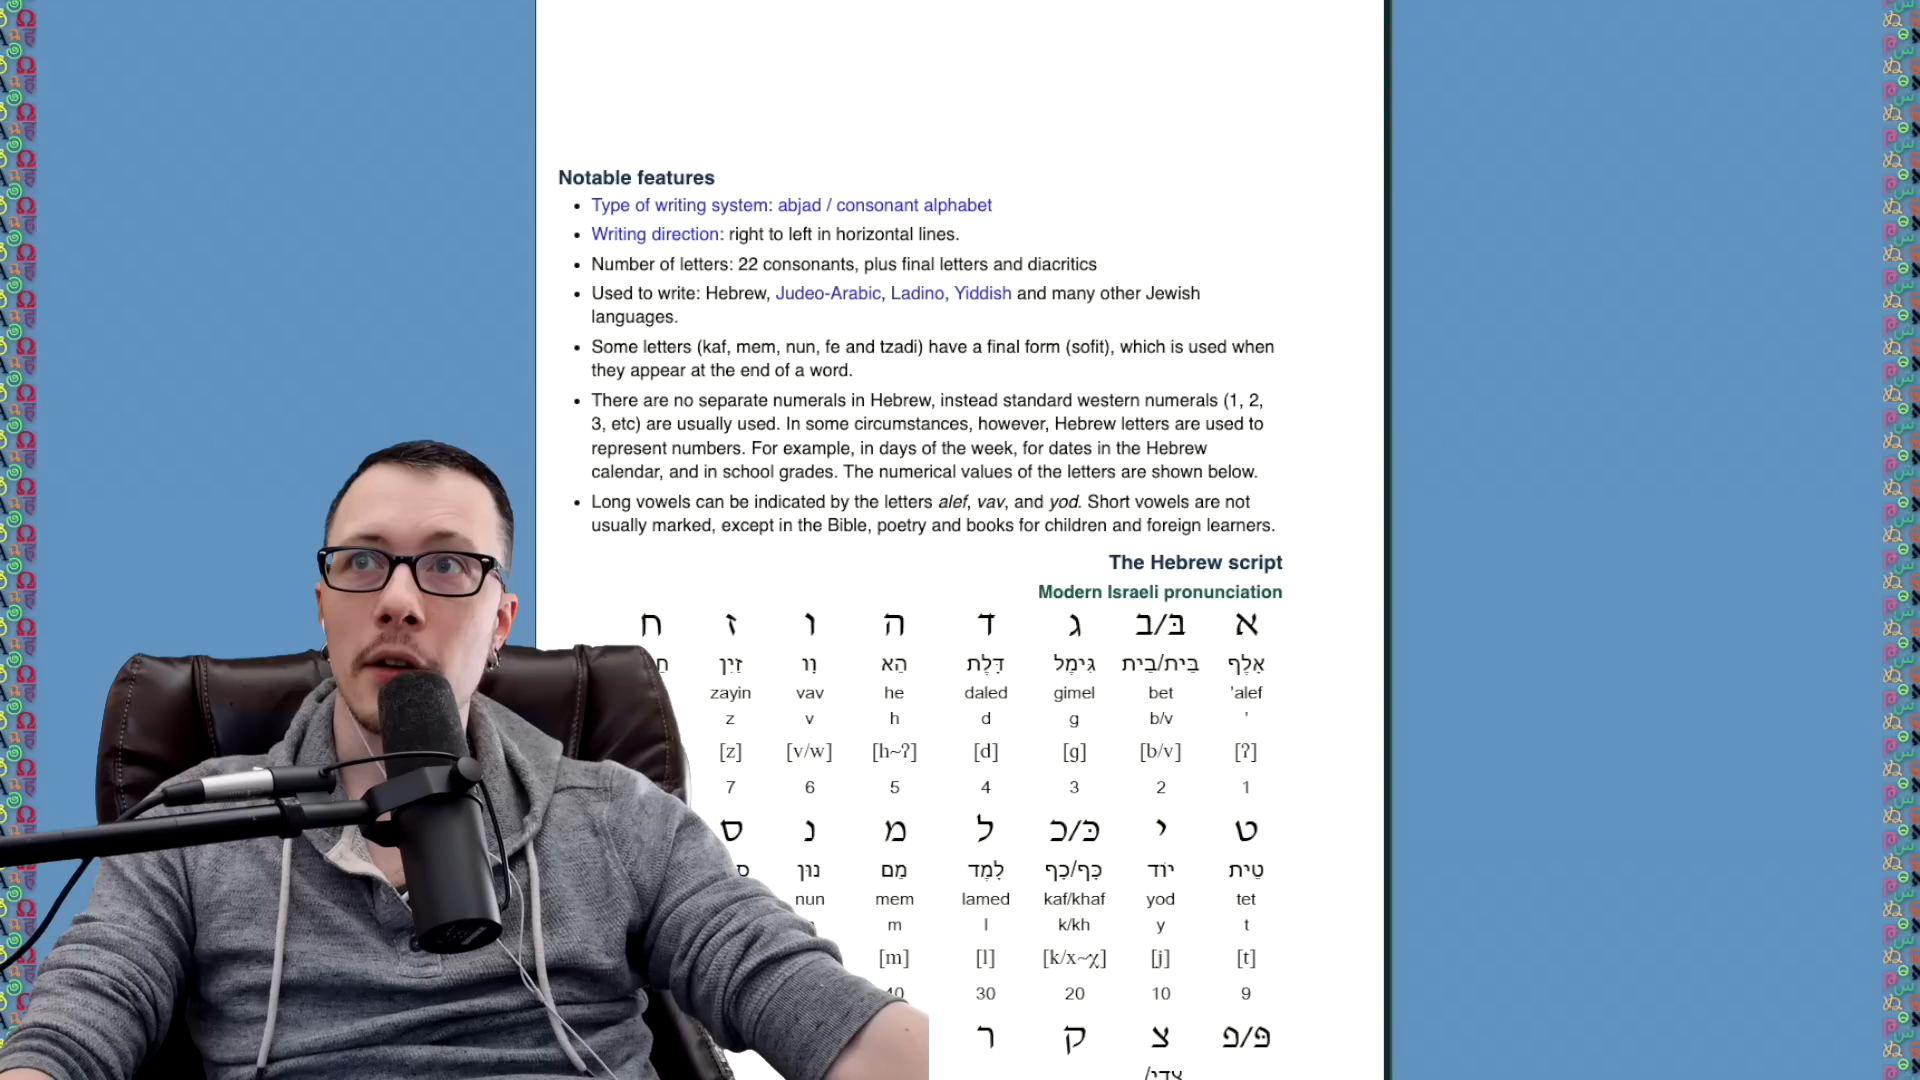 Notable features
• Type of writing system: abjad / consonant alphabet
• Writing direction: right to left in horizontal lines.
• Number of letters: 22 consonants, plus final letters and diacritics
• Used to write: Hebrew, Judeo-Arabic, Ladino, Yiddish and many other Jewish
languages.
• Some letters (kaf, mem, nun, fe and tzadi) have a final form (sofit), which is used when
they appear at the end of a word.
• There are no separate numerals in Hebrew, instead standard western numerals (1, 2,
3, etc) are usually used. In some circumstances, however, Hebrew letters are used to
represent numbers. For example, in days of the week, for dates in the Hebrew
calendar, and in school grades. The numerical values of the letters are shown below.
• Long vowels can be indicated by the letters alef, vav, and yod. Short vowels are not
usually marked, except in the Bible, poetry and books for children and foreign learners.
The Hebrew script
Modern Israeli pronunciation
א בּ/ב ג ד ה ו ז ח
אָלֶף בֵּית/בֵית גִּימֶל דָּלֶת הֵא וָו זַיִן
zayin vav he daled gimel bet 'alef
z v h d g b/v '
[z] [v/w] [h~ʔ] [d] [g] [b/v] [ʔ]
7 6 5 4 3 2 1
ט י כּ/כ ל מ נ ס
טֵית יוֹד כַּף/כַף לָמֶד מֵם נוּן
nun mem lamed kaf/khaf yod tet
m l k/kh y t
[m] [l] [k/x~χ] [j] [t]
40 30 20 10 9
פּ/פ צ ק ר